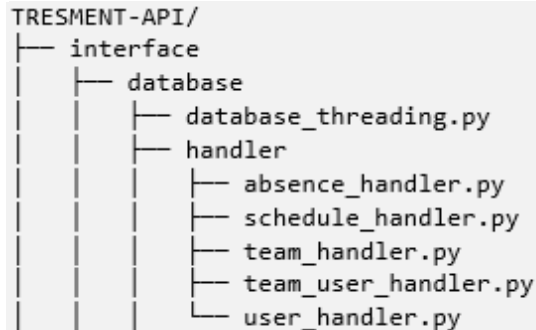 TRESMENT-API/
├── interface
│   ├── database
│   │   ├── database_threading.py
│   │   ├── handler
│   │   │   ├── absence_handler.py
│   │   │   ├── schedule_handler.py
│   │   │   ├── team_handler.py
│   │   │   ├── team_user_handler.py
│   │   │   └── user_handler.py